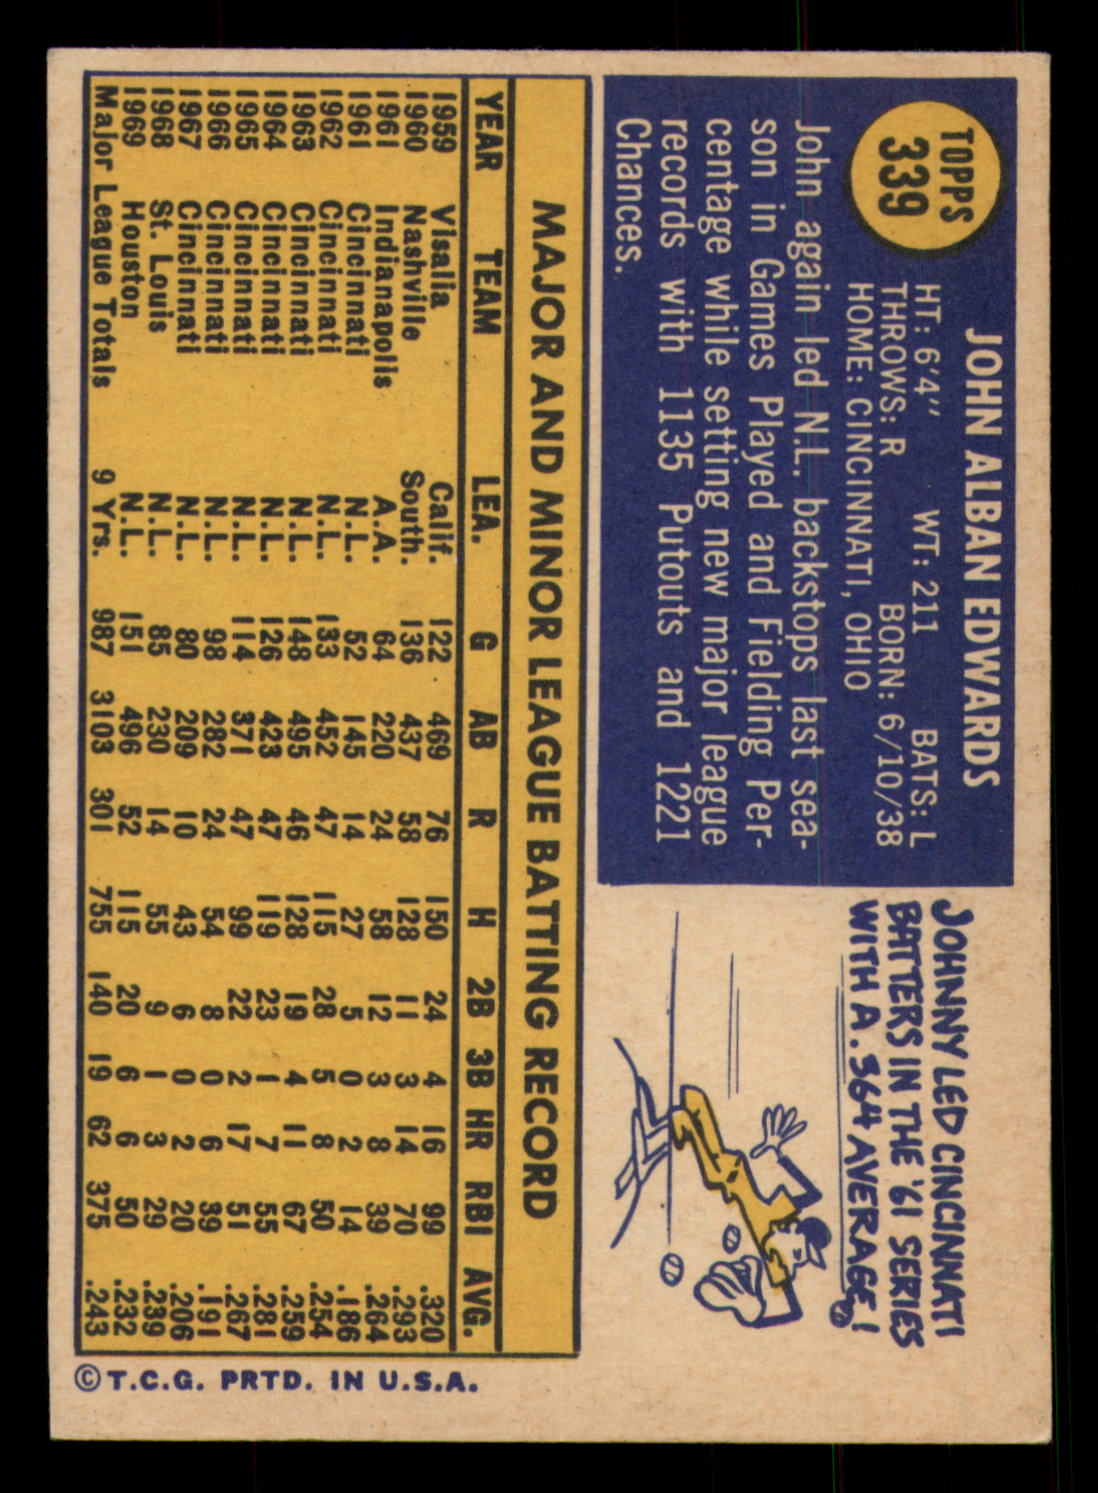 TOPPS
339
JOHN ALBAN EDWARDS
HT: 6'4" WT: 211 BATS: L
THROWS: R BORN: 6/10/38
HOME: CINCINNATI, OHIO
John again led N.L. backstops last sea-
son in Games Played and Fielding Per-
centage while setting new major league
records with 1135 Putouts and 1221
Chances.
JOHNNY LED CINCINNATI
BATTERS IN THE '61 SERIES
WITH A .364 AVERAGE!
MAJOR AND MINOR LEAGUE BATTING RECORD
YEAR TEAM LEA. G AB R H 2B 3B HR RBI AVG.
1959 Visalia Calif. 122 469 76 150 24 4 16 99 .320
1960 Nashville South. 136 437 58 128 11 3 14 70 .293
1961 Indianapolis A.A. 64 220 24 58 12 3 8 39 .264
1961 Cincinnati N.L. 52 145 14 27 5 0 2 14 .186
1962 Cincinnati N.L. 133 452 47 115 28 5 8 50 .254
1963 Cincinnati N.L. 148 495 46 128 19 4 11 67 .259
1964 Cincinnati N.L. 126 423 47 119 23 1 7 55 .281
1965 Cincinnati N.L. 114 371 47 99 22 2 17 51 .267
1966 Cincinnati N.L. 98 282 24 54 8 0 6 39 .191
1967 Cincinnati N.L. 80 209 10 43 6 0 2 20 .206
1968 St. Louis N.L. 85 230 14 55 9 1 3 29 .239
1969 Houston N.L. 151 496 52 115 20 6 6 50 .232
Major League Totals 9 Yrs. 987 3103 301 755 140 19 62 375 .243
© T.C.G. PRTD. IN U.S.A.